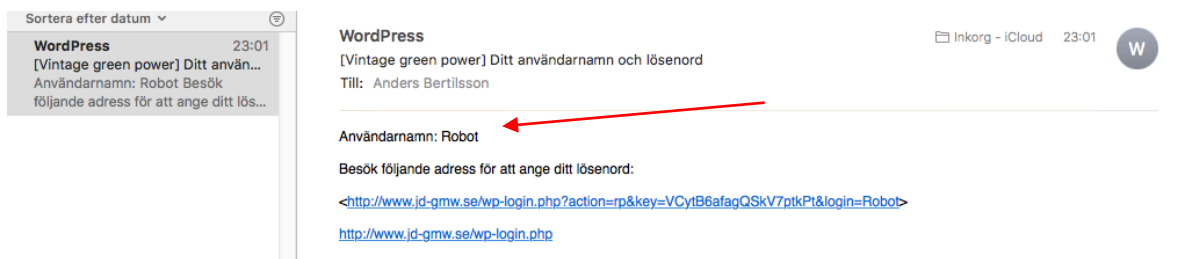 Sortera efter datum
WordPress 23:01
[Vintage green power] Ditt använ...
Användarnamn: Robot Besök
följande adress för att ange ditt lös...
WordPress
Inkorg - iCloud 23:01
W
[Vintage green power] Ditt användarnamn och lösenord
Till: Anders Bertilsson
Användarnamn: Robot
Besök följande adress för att ange ditt lösenord:
<http://www.jd-gmw.se/wp-login.php?action=rp&key=VCytB6afagQSkV7ptkPt&login=Robot>
http://www.jd-gmw.se/wp-login.php